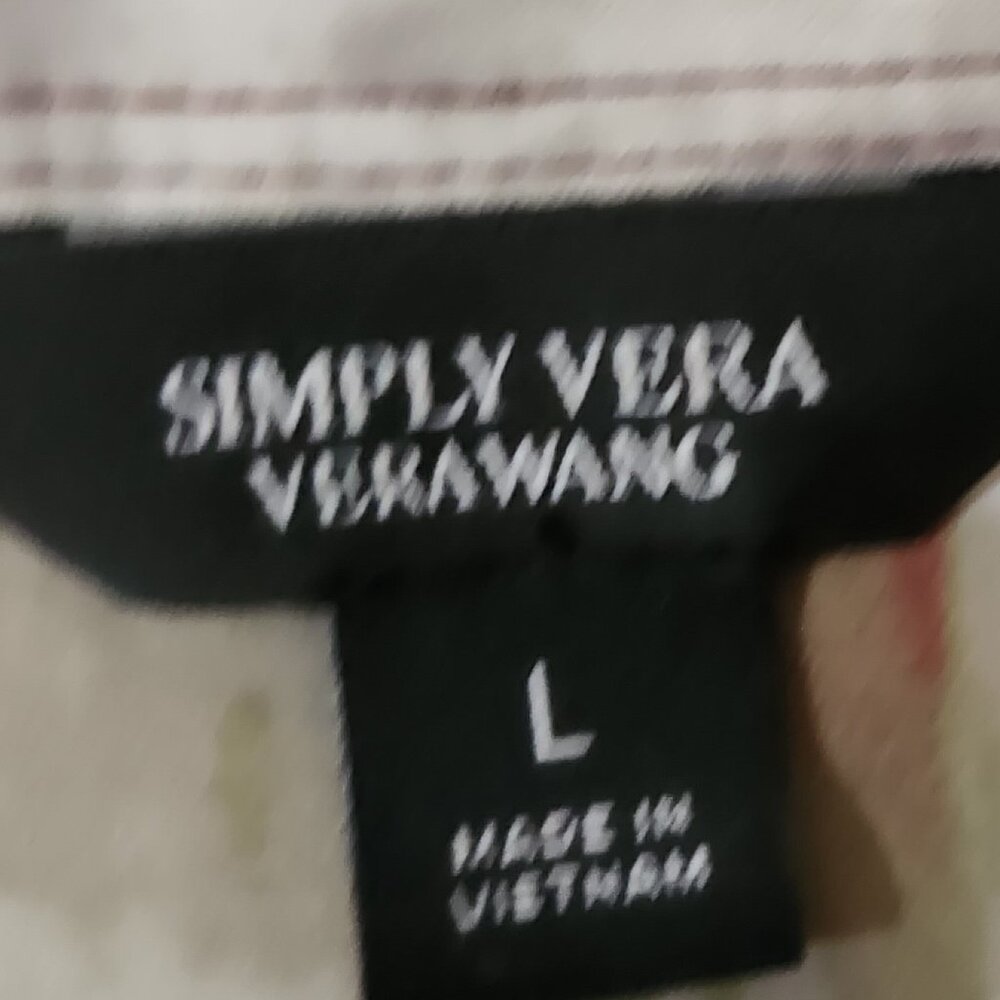 SIMPLY VERA
VERAWANG
L
MADE IN
VIETNAM